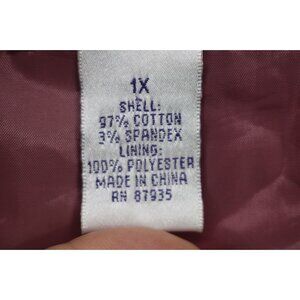 1X
SHELL:
97% COTTON
3% SPANDEX
LINING:
100% POLYESTER
MADE IN CHINA
RN 87935